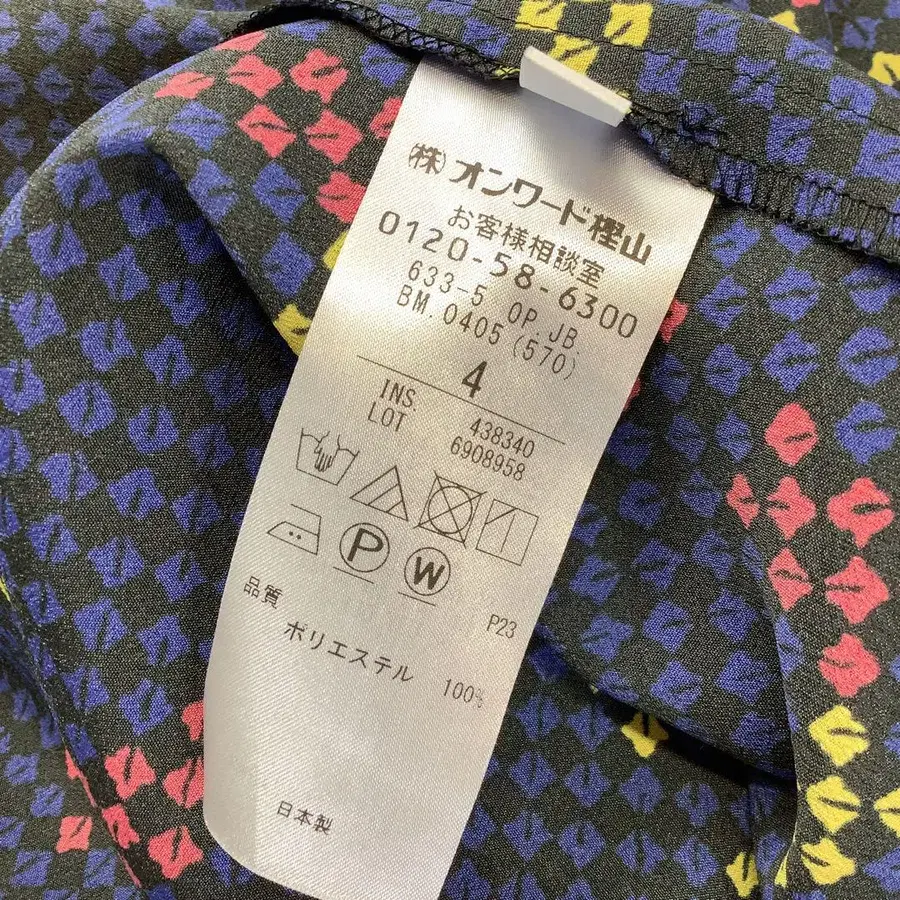 (株)オンワード樫山
お客様相談室
0120-58-6300
633-5 OP.JB
BM.0405(570)
4
INS. 438340
LOT 6908958
P
W
品質 P23
ポリエステル 100%
日本製